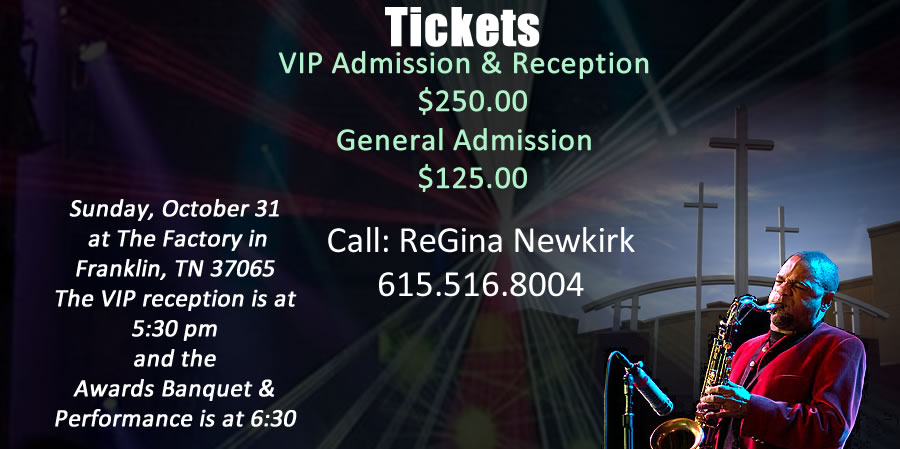 Tickets
VIP Admission & Reception
$250.00
General Admission
$125.00
Call: ReGina Newkirk
615.516.8004
Sunday, October 31
at The Factory in
Franklin, TN 37065
The VIP reception is at
5:30 pm
and the
Awards Banquet &
Performance is at 6:30